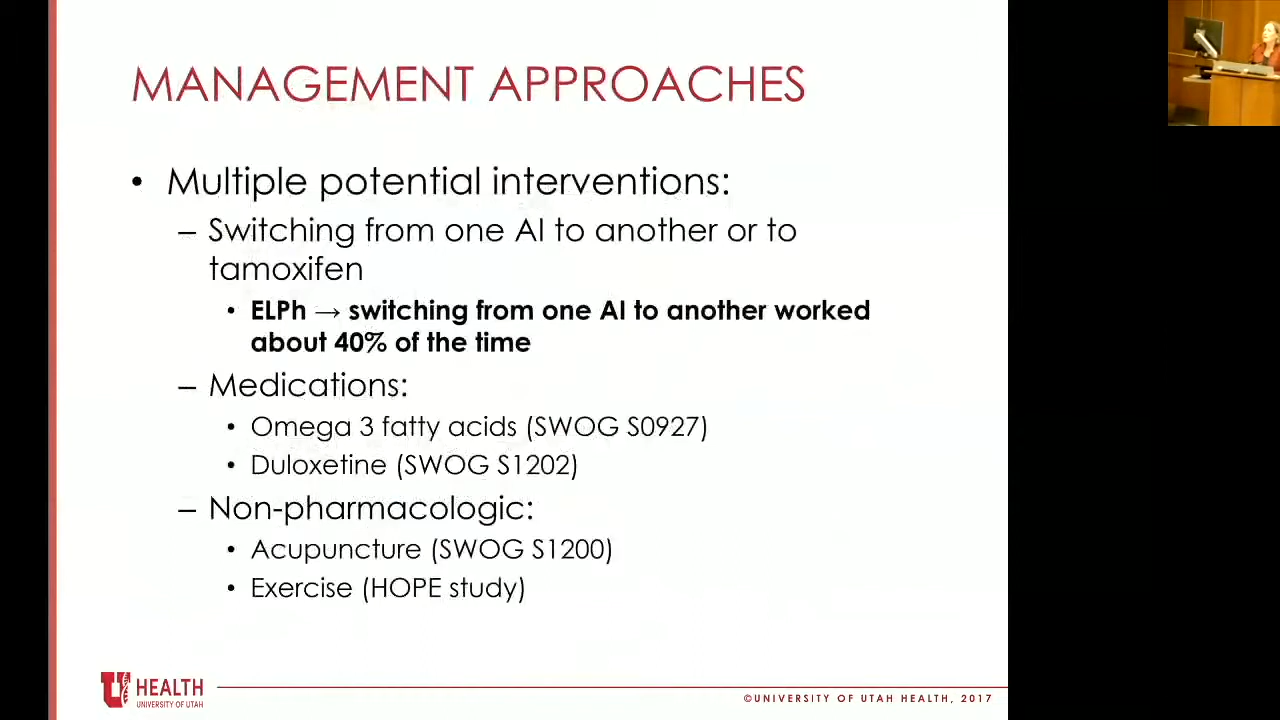 MANAGEMENT APPROACHES
• Multiple potential interventions:
– Switching from one AI to another or to
tamoxifen
• ELPh → switching from one AI to another worked
about 40% of the time
– Medications:
• Omega 3 fatty acids (SWOG S0927)
• Duloxetine (SWOG S1202)
– Non-pharmacologic:
• Acupuncture (SWOG S1200)
• Exercise (HOPE study)
U HEALTH
UNIVERSITY OF UTAH
©UNIVERSITY OF UTAH HEALTH, 2017